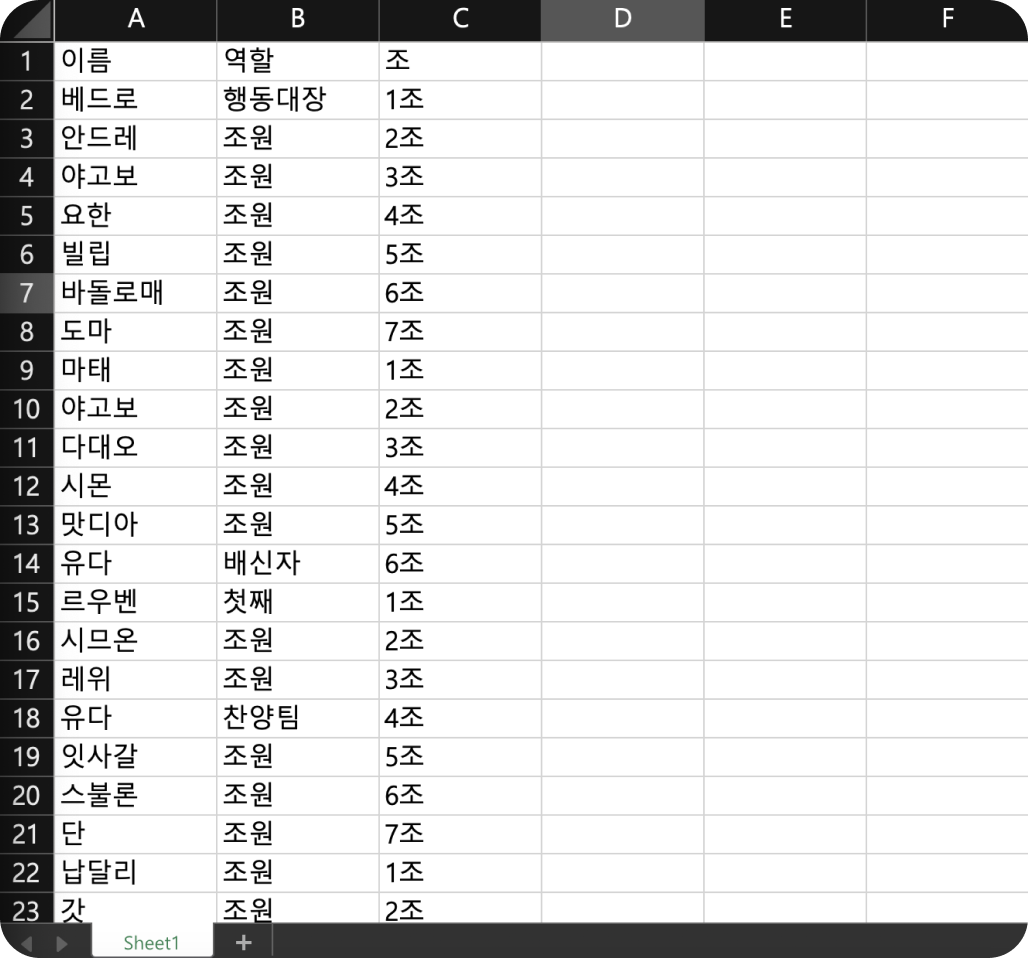 A B C D E F
1 이름 역할 조
2 베드로 행동대장 1조
3 안드레 조원 2조
4 야고보 조원 3조
5 요한 조원 4조
6 빌립 조원 5조
7 바돌로매 조원 6조
8 도마 조원 7조
9 마태 조원 1조
10 야고보 조원 2조
11 다대오 조원 3조
12 시몬 조원 4조
13 맛디아 조원 5조
14 유다 배신자 6조
15 르우벤 첫째 1조
16 시므온 조원 2조
17 레위 조원 3조
18 유다 찬양팀 4조
19 잇사갈 조원 5조
20 스불론 조원 6조
21 단 조원 7조
22 납달리 조원 1조
23 갓 조원 2조
Sheet1 +